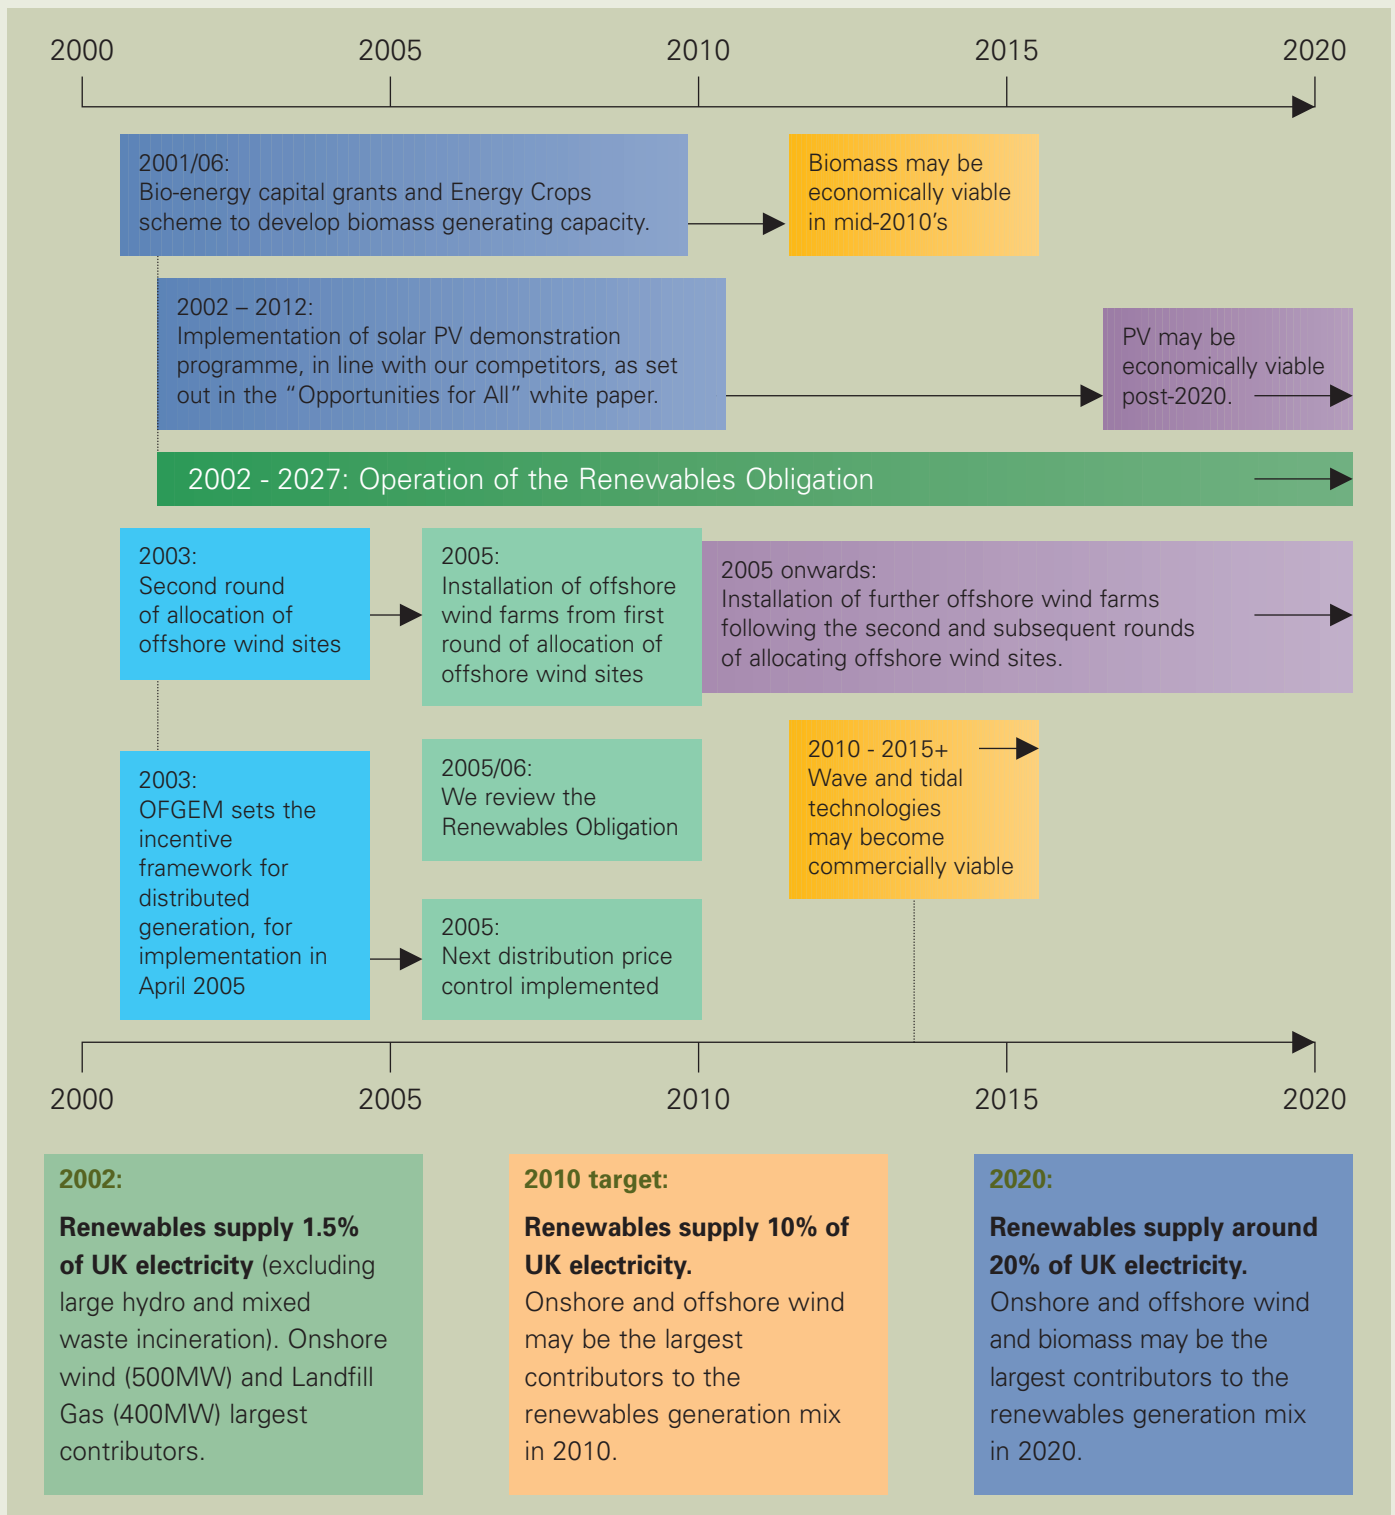 2000 2005 2010 2015 2020
2001/06:
Bio-energy capital grants and Energy Crops
scheme to develop biomass generating capacity.
Biomass may be
economically viable
in mid-2010's
2002 – 2012:
Implementation of solar PV demonstration
programme, in line with our competitors, as set
out in the “Opportunities for All” white paper.
PV may be
economically viable
post-2020.
2002 - 2027: Operation of the Renewables Obligation
2003:
Second round
of allocation of
offshore wind sites
2005:
Installation of offshore
wind farms from first
round of allocation of
offshore wind sites
2005 onwards:
Installation of further offshore wind farms
following the second and subsequent rounds
of allocating offshore wind sites.
2003:
OFGEM sets the
incentive
framework for
distributed
generation, for
implementation in
April 2005
2005/06:
We review the
Renewables Obligation
2005:
Next distribution price
control implemented
2010 - 2015+
Wave and tidal
technologies
may become
commercially viable
2000 2005 2010 2015 2020
2002:
Renewables supply 1.5%
of UK electricity (excluding
large hydro and mixed
waste incineration). Onshore
wind (500MW) and Landfill
Gas (400MW) largest
contributors.
2010 target:
Renewables supply 10% of
UK electricity.
Onshore and offshore wind
may be the largest
contributors to the
renewables generation mix
in 2010.
2020:
Renewables supply around
20% of UK electricity.
Onshore and offshore wind
and biomass may be the
largest contributors to the
renewables generation mix
in 2020.